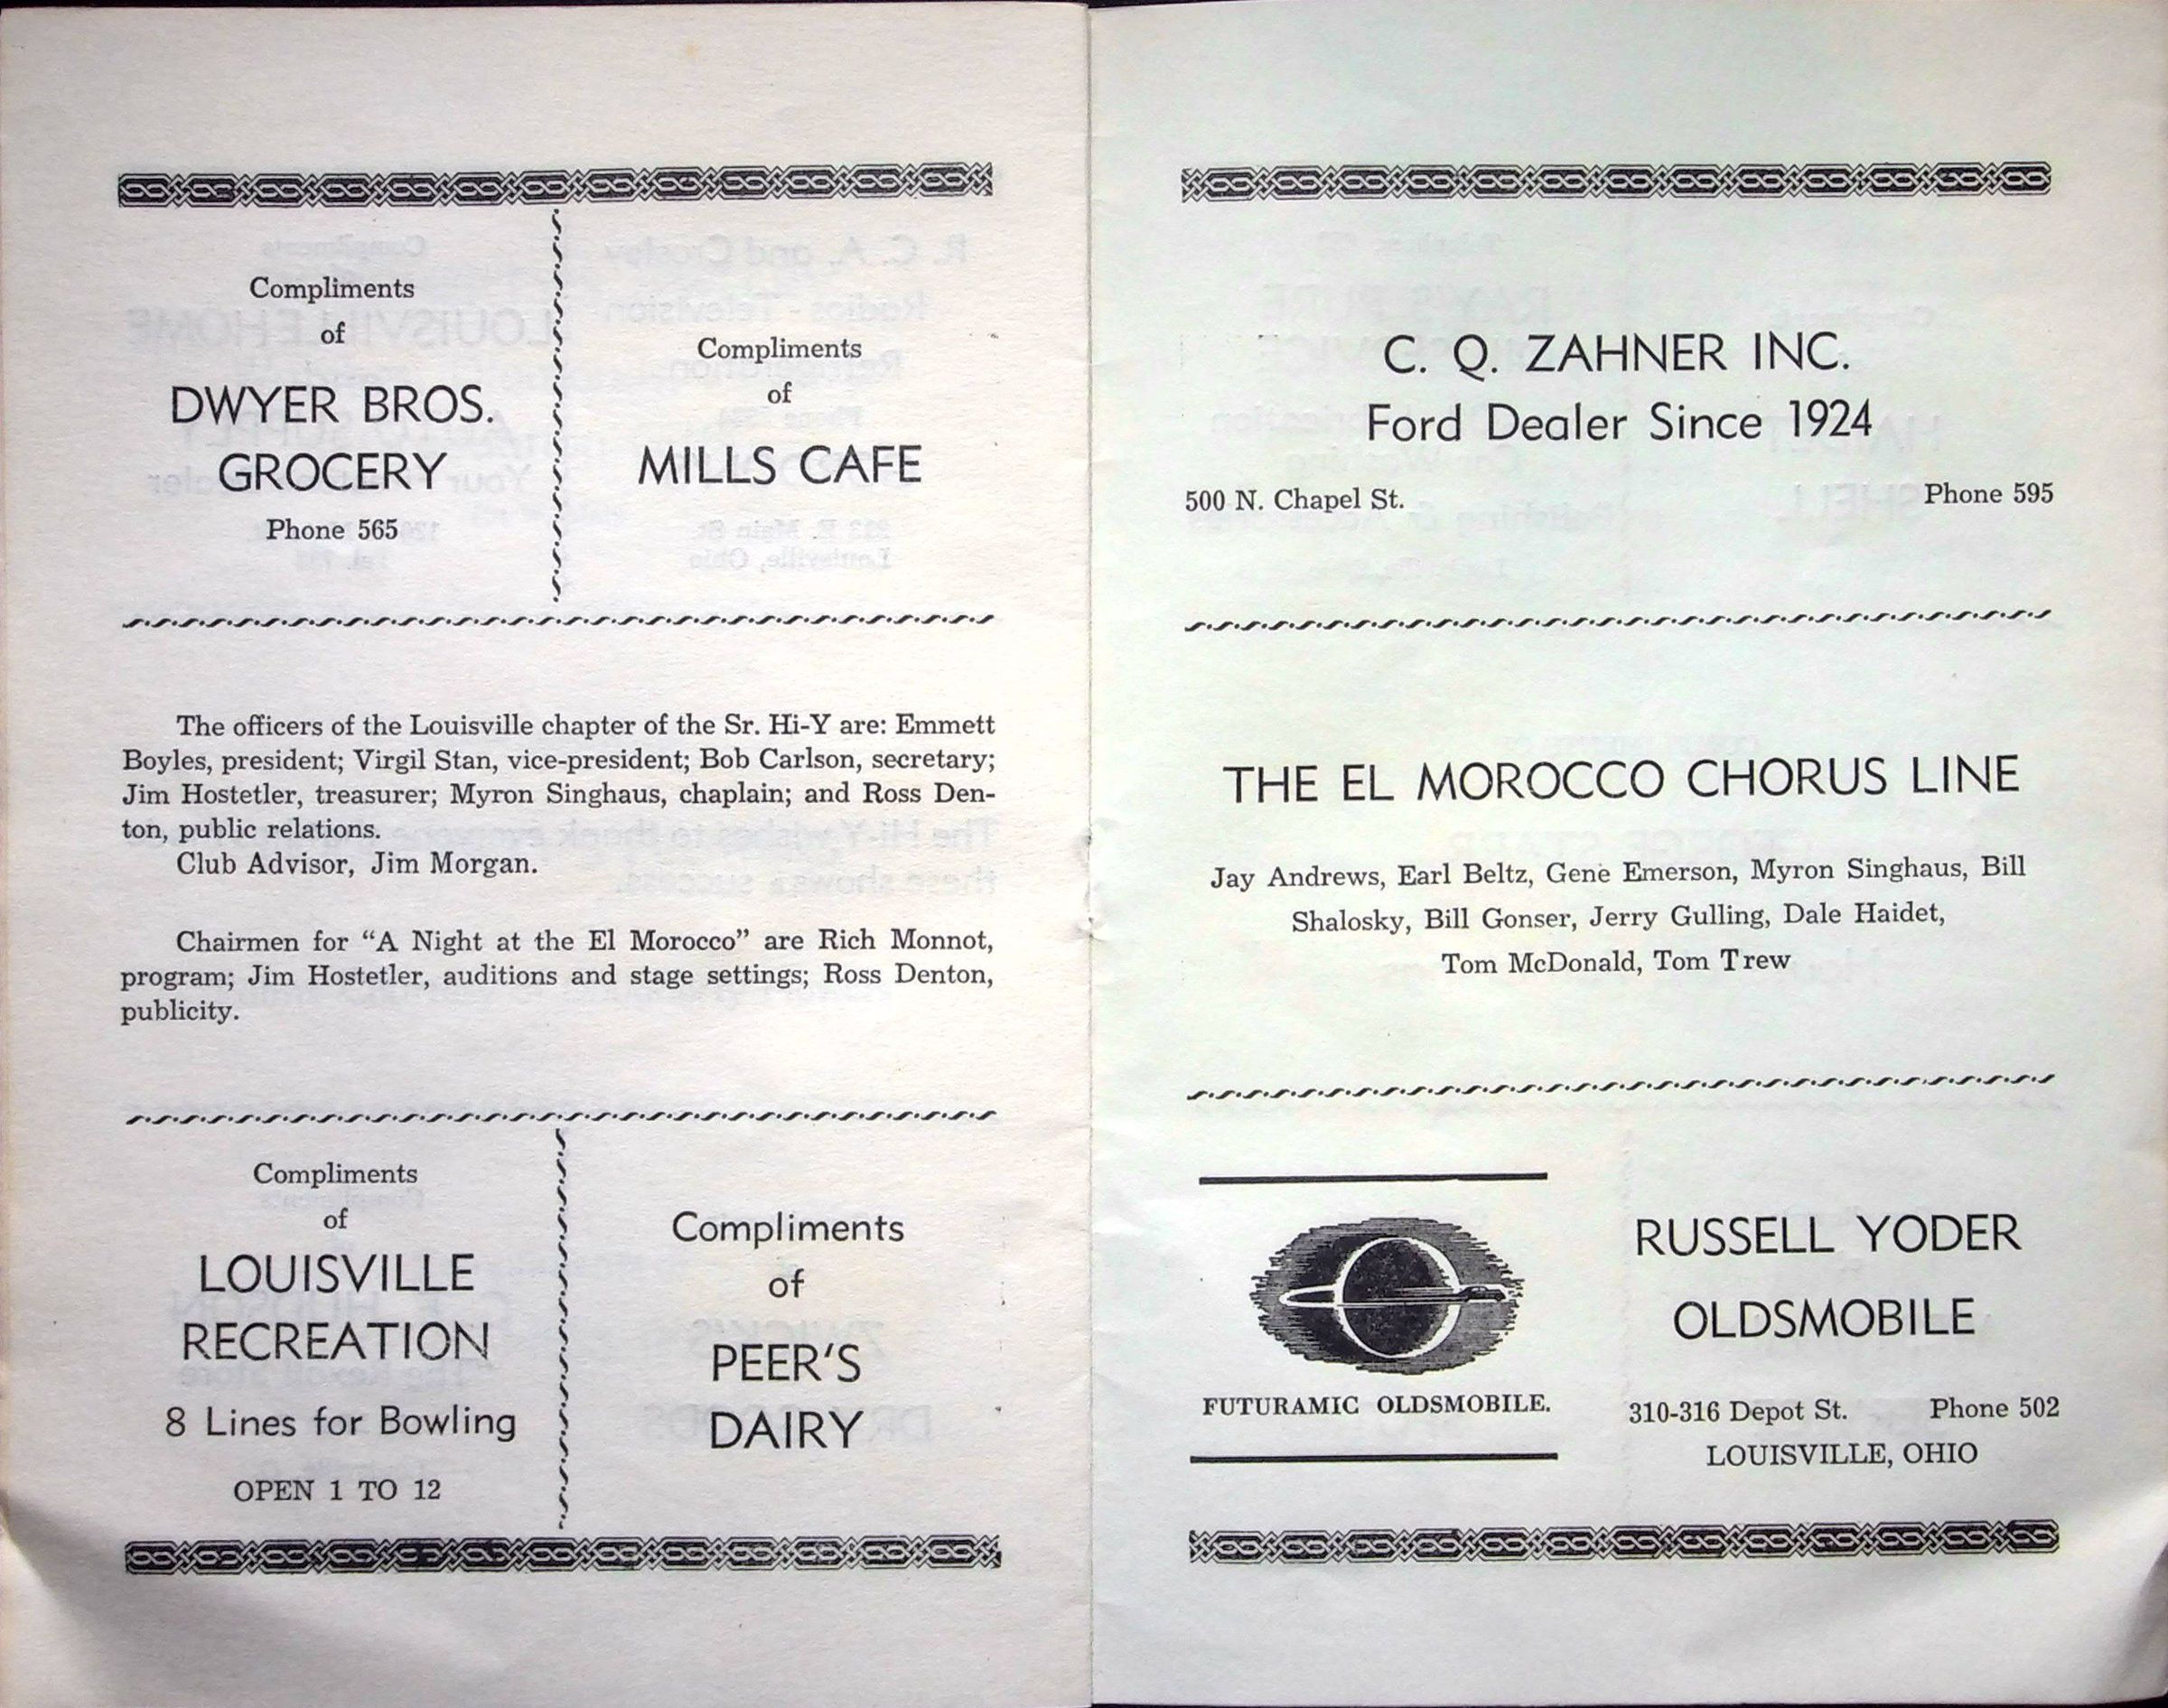 Compliments
of
DWYER BROS.
GROCERY
Phone 565
Compliments
of
MILLS CAFE
The officers of the Louisville chapter of the Sr. Hi-Y are: Emmett
Boyles, president; Virgil Stan, vice-president; Bob Carlson, secretary;
Jim Hostetler, treasurer; Myron Singhaus, chaplain; and Ross Den-
ton, public relations.
Club Advisor, Jim Morgan.
Chairmen for “A Night at the El Morocco” are Rich Monnot,
program; Jim Hostetler, auditions and stage settings; Ross Denton,
publicity.
Compliments
of
LOUISVILLE
RECREATION
8 Lines for Bowling
OPEN 1 TO 12
Compliments
of
PEER'S
DAIRY
C. Q. ZAHNER INC.
Ford Dealer Since 1924
500 N. Chapel St. Phone 595
THE EL MOROCCO CHORUS LINE
Jay Andrews, Earl Beltz, Gene Emerson, Myron Singhaus, Bill
Shalosky, Bill Gonser, Jerry Gulling, Dale Haidet,
Tom McDonald, Tom Trew
FUTURAMIC OLDSMOBILE.
RUSSELL YODER
OLDSMOBILE
310-316 Depot St. Phone 502
LOUISVILLE, OHIO